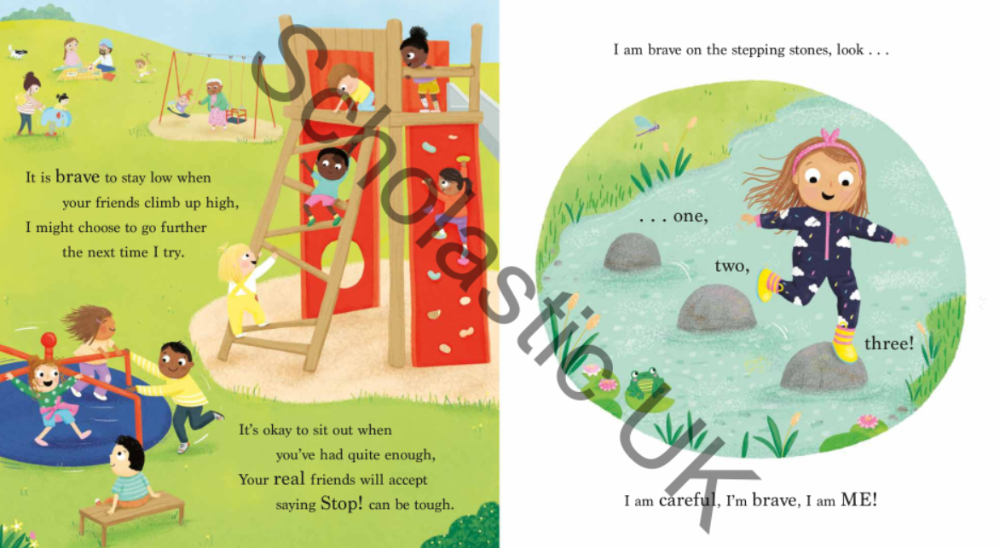 It is brave to stay low when
your friends climb up high,
I might choose to go further
the next time I try.
It's okay to sit out when
you've had quite enough,
Your real friends will accept
saying Stop! can be tough.
I am brave on the stepping stones, look . . .
. . . one,
two,
three!
I am careful, I'm brave, I am ME!
Scholastic UK